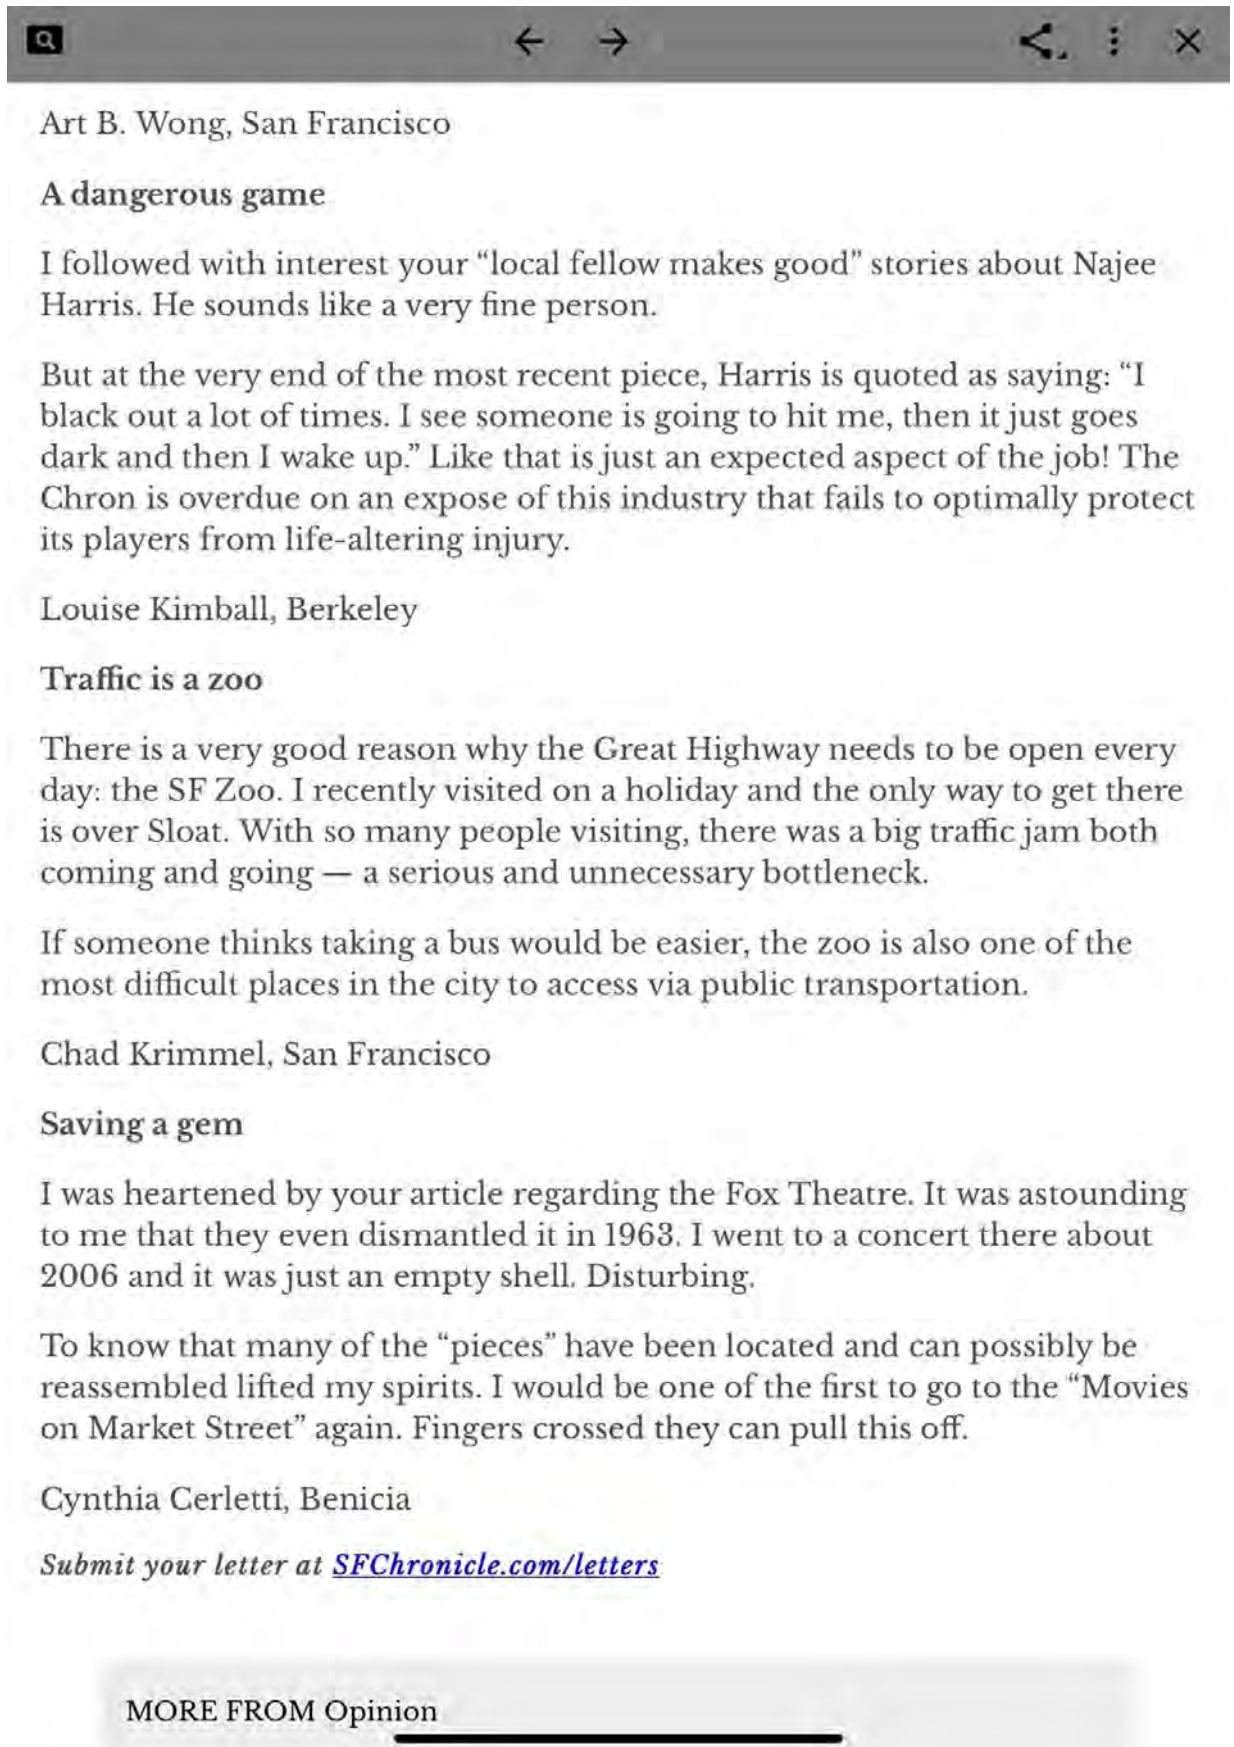 Art B. Wong, San Francisco
A dangerous game
I followed with interest your “local fellow makes good” stories about Najee
Harris. He sounds like a very fine person.
But at the very end of the most recent piece, Harris is quoted as saying: “I
black out a lot of times. I see someone is going to hit me, then it just goes
dark and then I wake up.” Like that is just an expected aspect of the job! The
Chron is overdue on an expose of this industry that fails to optimally protect
its players from life-altering injury.
Louise Kimball, Berkeley
Traffic is a zoo
There is a very good reason why the Great Highway needs to be open every
day: the SF Zoo. I recently visited on a holiday and the only way to get there
is over Sloat. With so many people visiting, there was a big traffic jam both
coming and going — a serious and unnecessary bottleneck.
If someone thinks taking a bus would be easier, the zoo is also one of the
most difficult places in the city to access via public transportation.
Chad Krimmel, San Francisco
Saving a gem
I was heartened by your article regarding the Fox Theatre. It was astounding
to me that they even dismantled it in 1963. I went to a concert there about
2006 and it was just an empty shell. Disturbing.
To know that many of the “pieces” have been located and can possibly be
reassembled lifted my spirits. I would be one of the first to go to the “Movies
on Market Street” again. Fingers crossed they can pull this off.
Cynthia Cerletti, Benicia
Submit your letter at SFChronicle.com/letters
MORE FROM Opinion